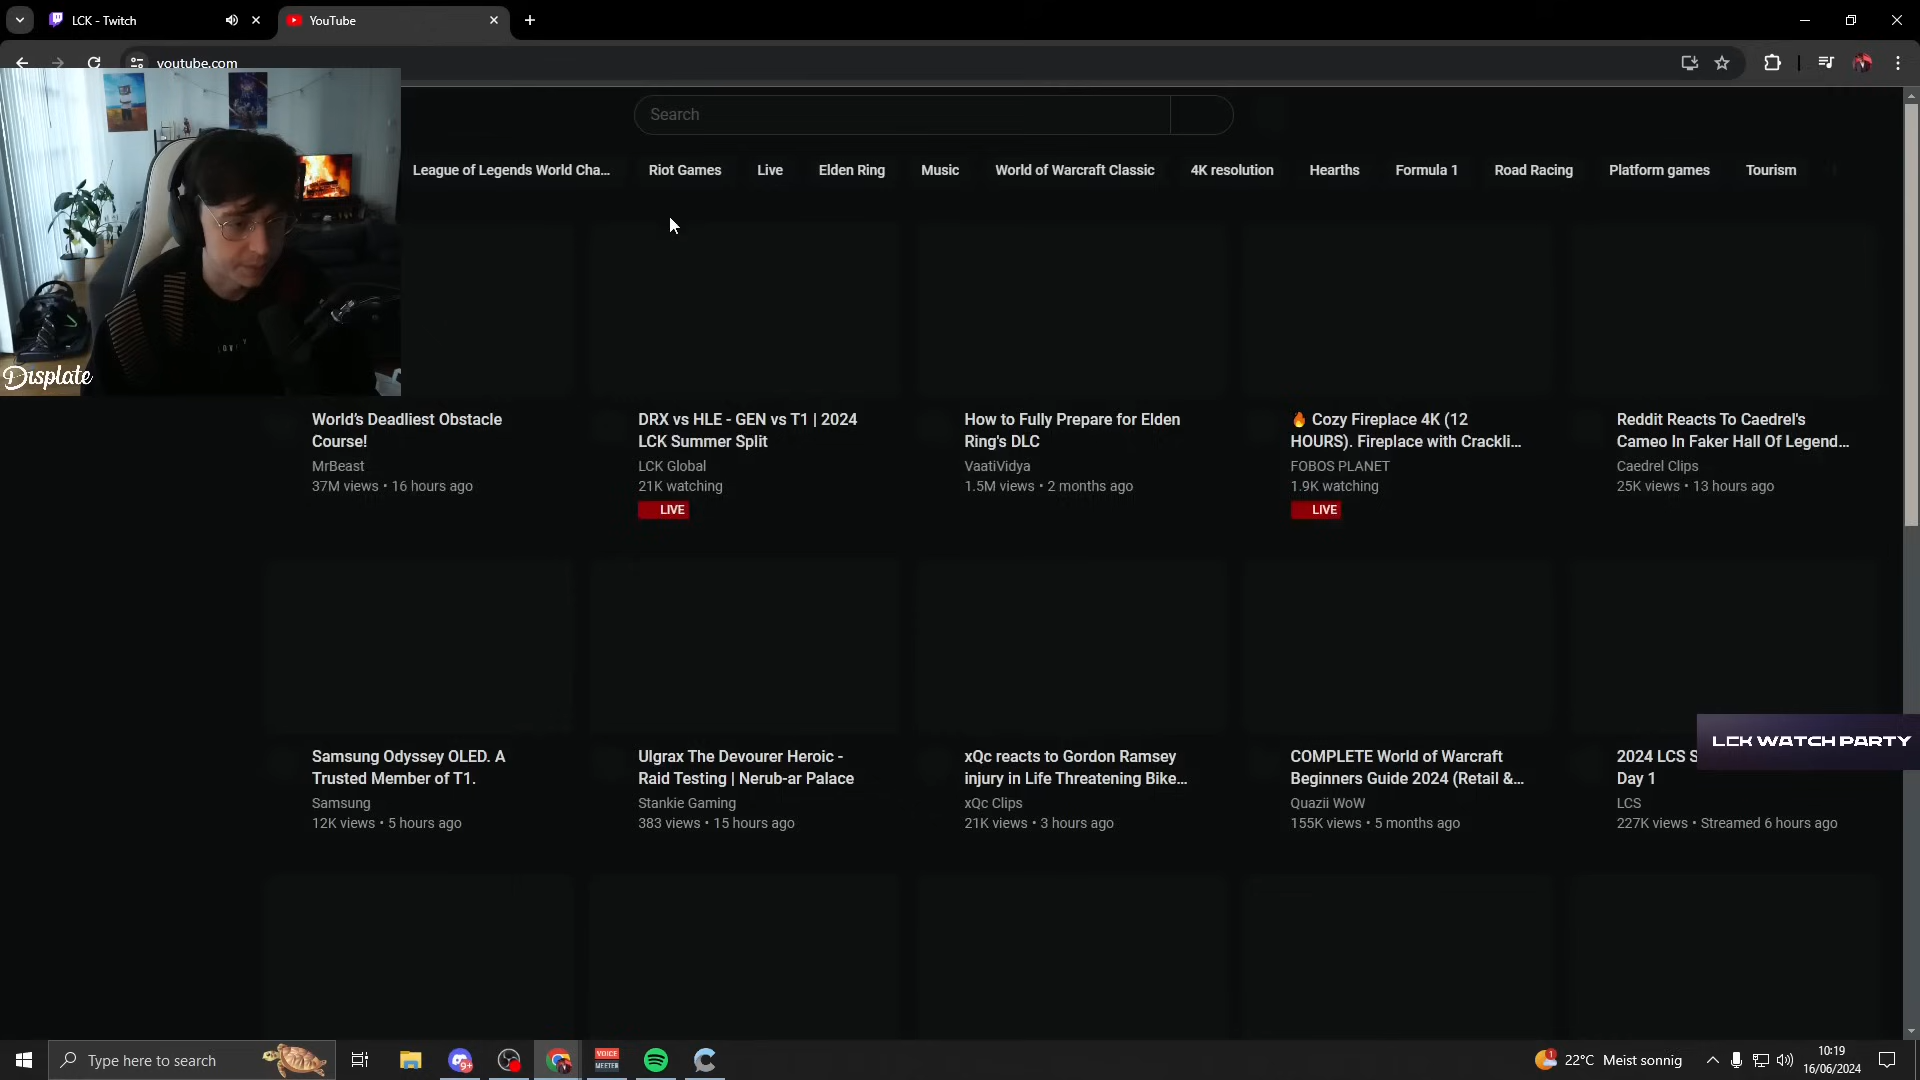 LCK - Twitch
YouTube
youtube.com
Search
League of Legends World Cha...
Riot Games
Live
Elden Ring
Music
World of Warcraft Classic
4K resolution
Hearths
Formula 1
Road Racing
Platform games
Tourism
Displate
World's Deadliest Obstacle
Course!
MrBeast
37M views • 16 hours ago
DRX vs HLE - GEN vs T1 | 2024
LCK Summer Split
LCK Global
21K watching
LIVE
How to Fully Prepare for Elden
Ring's DLC
VaatiVidya
1.5M views • 2 months ago
🔥 Cozy Fireplace 4K (12
HOURS). Fireplace with Crackli...
FOBOS PLANET
1.9K watching
LIVE
Reddit Reacts To Caedrel's
Cameo In Faker Hall Of Legend...
Caedrel Clips
25K views • 13 hours ago
Samsung Odyssey OLED. A
Trusted Member of T1.
Samsung
12K views • 5 hours ago
Ulgrax The Devourer Heroic -
Raid Testing | Nerub-ar Palace
Stankie Gaming
383 views • 15 hours ago
xQc reacts to Gordon Ramsey
injury in Life Threatening Bike...
xQc Clips
21K views • 3 hours ago
COMPLETE World of Warcraft
Beginners Guide 2024 (Retail &...
Quazii WoW
155K views • 5 months ago
2024 LCS S
Day 1
LCS
227K views • Streamed 6 hours ago
LCK WATCH PARTY
Type here to search
9+
VOICE
MEETER
1
22°C Meist sonnig
10:19
16/06/2024